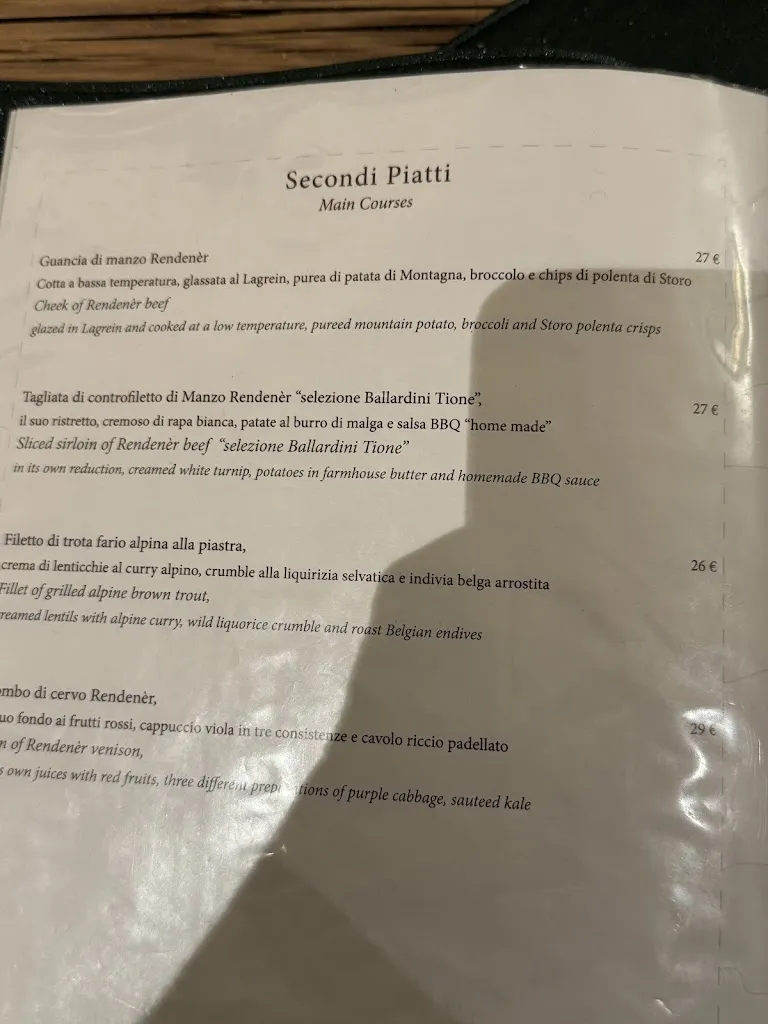 Secondi Piatti
Main Courses
Guancia di manzo Rendenèr
27 €
Cotta a bassa temperatura, glassata al Lagrein, purea di patata di Montagna, broccolo e chips di polenta di Storo
Cheek of Rendenèr beef
glazed in Lagrein and cooked at a low temperature, pureed mountain potato, broccoli and Storo polenta crisps
Tagliata di controfiletto di Manzo Rendenèr “selezione Ballardini Tione”,
27 €
il suo ristretto, cremoso di rapa bianca, patate al burro di malga e salsa BBQ “home made”
Sliced sirloin of Rendenèr beef “selezione Ballardini Tione”
in its own reduction, creamed white turnip, potatoes in farmhouse butter and homemade BBQ sauce
Filetto di trota fario alpina alla piastra,
26 €
crema di lenticchie al curry alpino, crumble alla liquirizia selvatica e indivia belga arrostita
Fillet of grilled alpine brown trout,
reamed lentils with alpine curry, wild liquorice crumble and roast Belgian endives
ombo di cervo Rendenèr,
29 €
uo fondo ai frutti rossi, cappuccio viola in tre consistenze e cavolo riccio padellato
n of Rendenèr venison,
s own juices with red fruits, three different of purple cabbage, sauteed kale